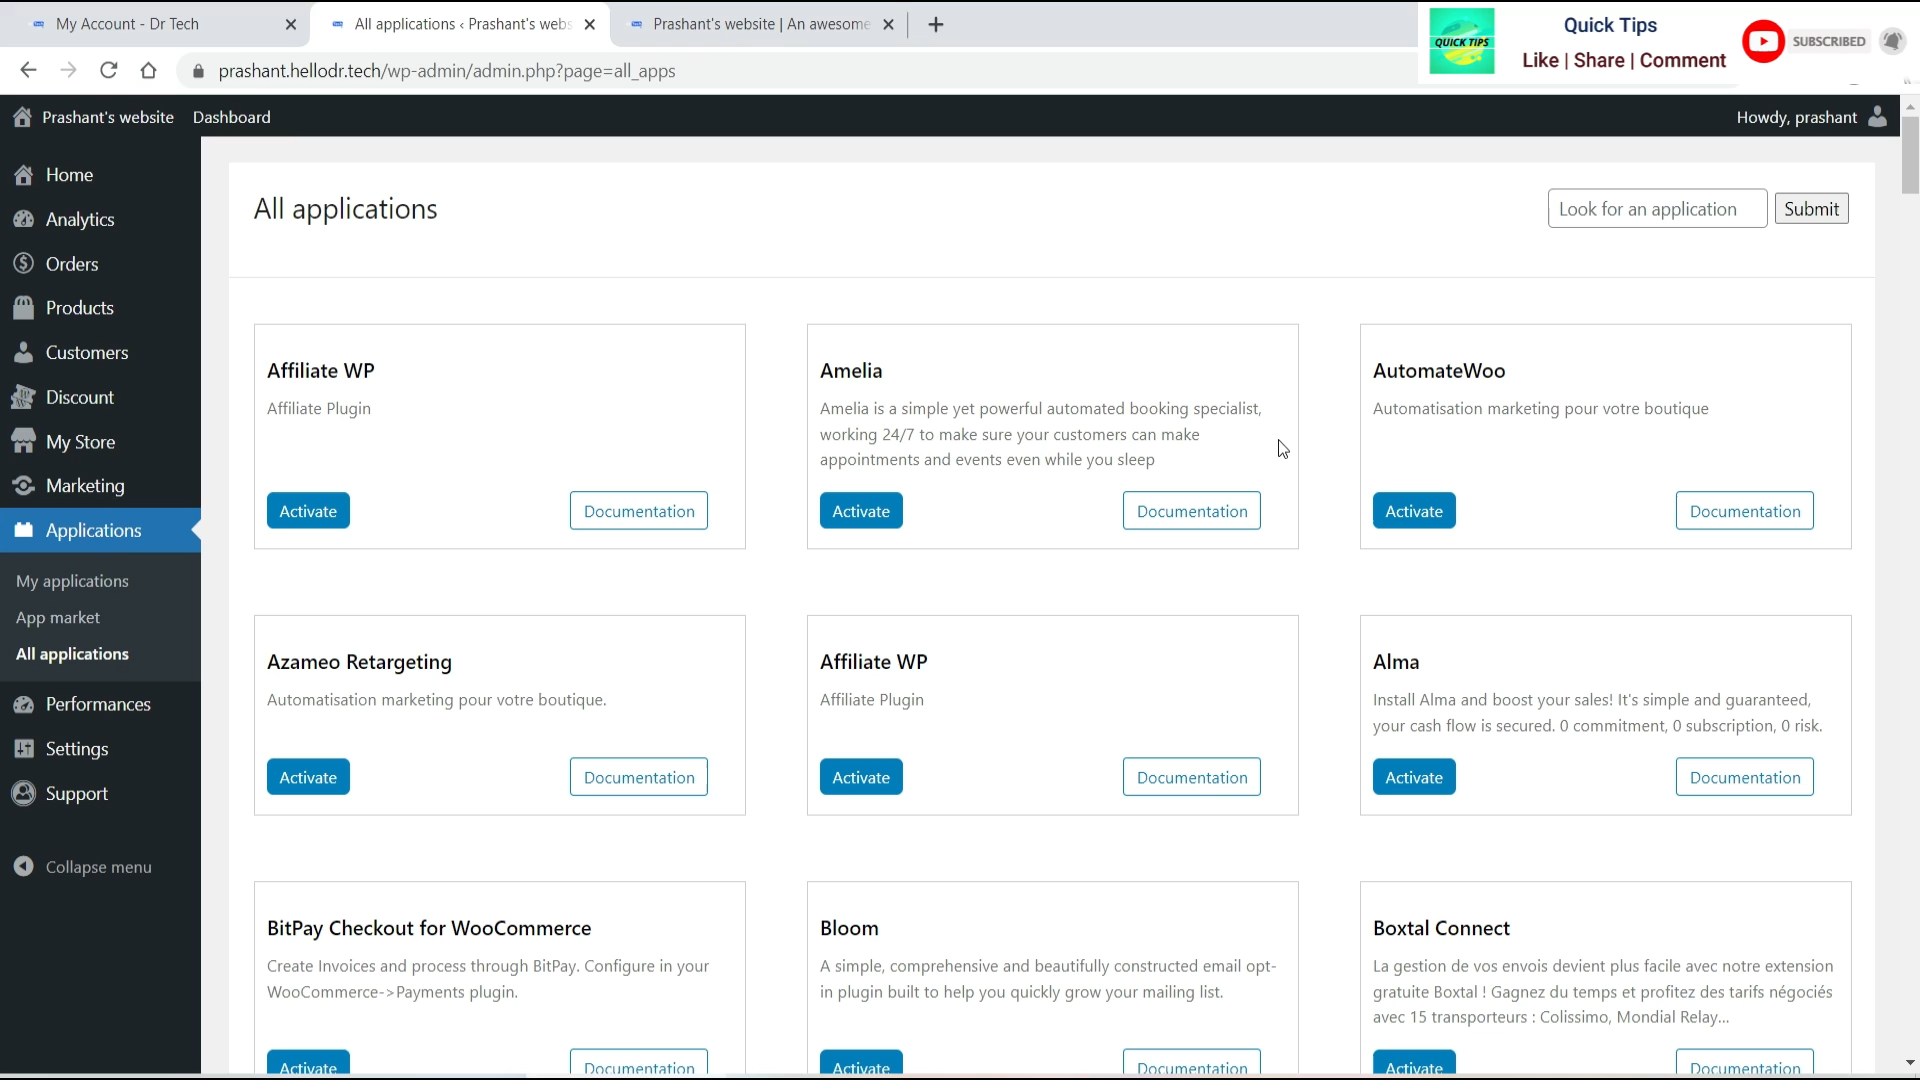 My Account - Dr Tech
All applications ‹ Prashant's webs
Prashant's website | An awesome
QUICK TIPS
Quick Tips
Like | Share | Comment
SUBSCRIBED
prashant.hellodr.tech/wp-admin/admin.php?page=all_apps
Prashant's website
Dashboard
Howdy, prashant
Home
Analytics
Orders
Products
Customers
Discount
My Store
Marketing
Applications
My applications
App market
All applications
Performances
Settings
Support
Collapse menu
All applications
Look for an application
Submit
Affiliate WP
Affiliate Plugin
Activate
Documentation
Amelia
Amelia is a simple yet powerful automated booking specialist,
working 24/7 to make sure your customers can make
appointments and events even while you sleep
Activate
Documentation
AutomateWoo
Automatisation marketing pour votre boutique
Activate
Documentation
Azameo Retargeting
Automatisation marketing pour votre boutique.
Activate
Documentation
Affiliate WP
Affiliate Plugin
Activate
Documentation
Alma
Install Alma and boost your sales! It's simple and guaranteed,
your cash flow is secured. 0 commitment, 0 subscription, 0 risk.
Activate
Documentation
BitPay Checkout for WooCommerce
Create Invoices and process through BitPay. Configure in your
WooCommerce->Payments plugin.
Activate
Documentation
Bloom
A simple, comprehensive and beautifully constructed email opt-
in plugin built to help you quickly grow your mailing list.
Activate
Documentation
Boxtal Connect
La gestion de vos envois devient plus facile avec notre extension
gratuite Boxtal ! Gagnez du temps et profitez des tarifs négociés
avec 15 transporteurs : Colissimo, Mondial Relay...
Activate
Documentation